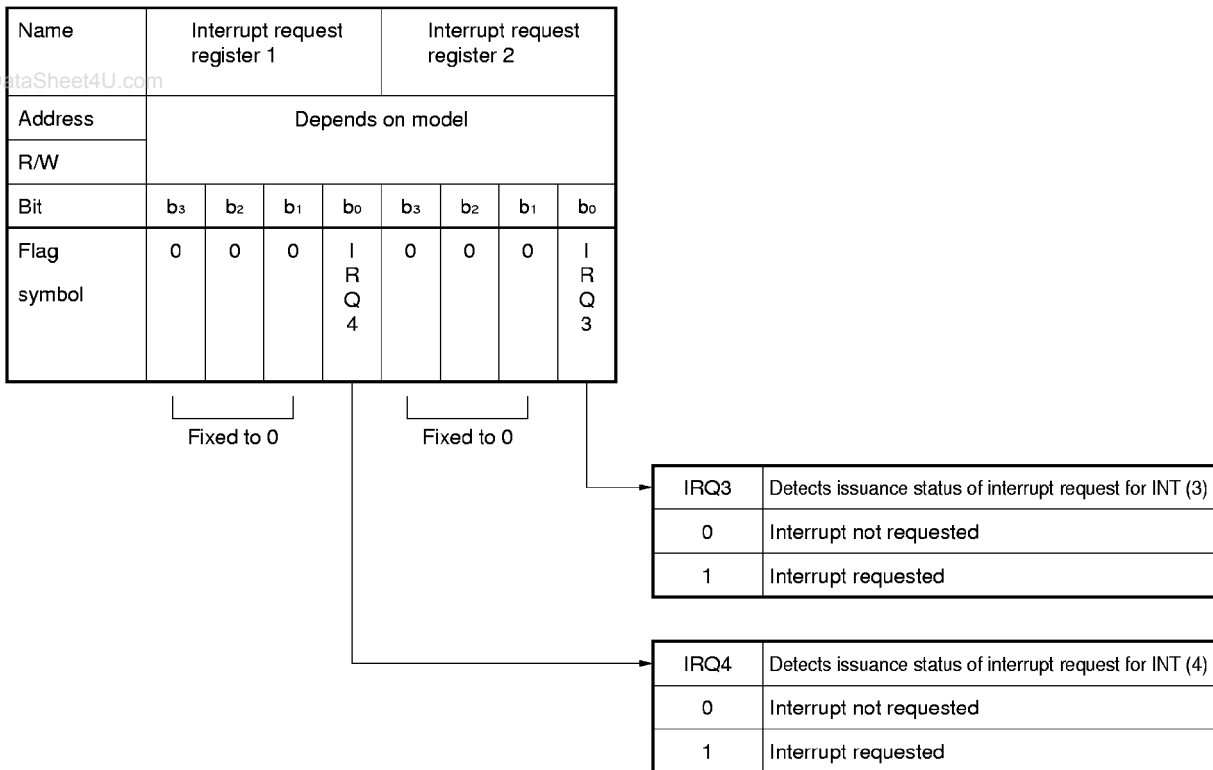 Name Interrupt request register 1 Interrupt request register 2
DataSheet4U.com
Address Depends on model
R/W
Bit b3 b2 b1 b0 b3 b2 b1 b0
Flag symbol 0 0 0 IRQ4 0 0 0 IRQ3
Fixed to 0 Fixed to 0
IRQ3 Detects issuance status of interrupt request for INT (3)
0 Interrupt not requested
1 Interrupt requested
IRQ4 Detects issuance status of interrupt request for INT (4)
0 Interrupt not requested
1 Interrupt requested